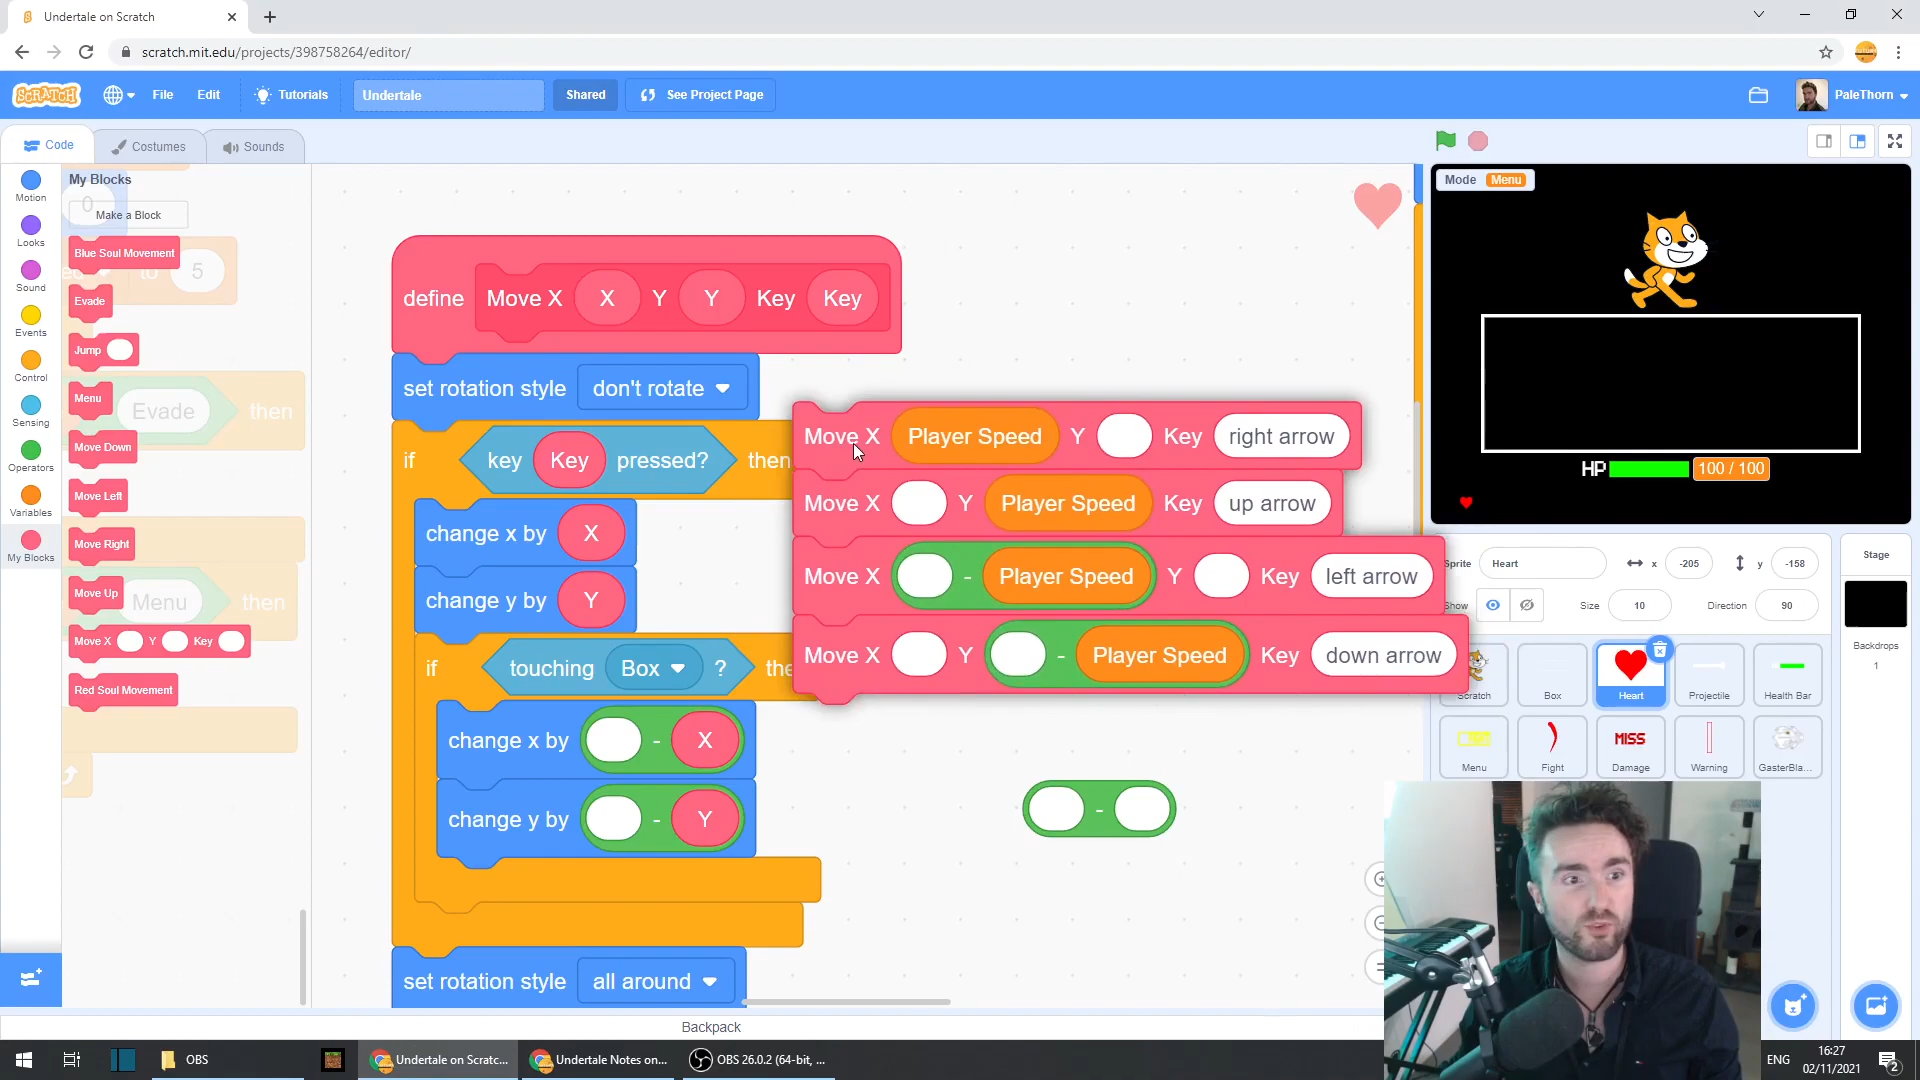 Undertale on Scratch
scratch.mit.edu/projects/398758264/editor/
SCRATCH
File
Edit
Tutorials
Undertale
Shared
See Project Page
PaleThorn
Code
Costumes
Sounds
Motion
Looks
Sound
Events
Control
Sensing
Operators
Variables
My Blocks
My Blocks
Make a Block
0
Blue Soul Movement
to 5
Evade
Jump
Menu
Evade then
Move Down
Move Left
Move Right
Move Up
Menu then
Move X Y Key
Red Soul Movement
define Move X X Y Y Key Key
set rotation style don't rotate
if key Key pressed? then
change x by X
change y by Y
if touching Box ? the
change x by - X
change y by - Y
set rotation style all around
Move X Player Speed Y Key right arrow
Move X Y Player Speed Key up arrow
Move X - Player Speed Y Key left arrow
Move X Y - Player Speed Key down arrow
-
Backpack
Mode Menu
HP 100 / 100
Sprite Heart x -205 y -158
Show Size 10 Direction 90
Stage
Backdrops
1
Scratch
Box
Heart
Projectile
Health Bar
Menu
Fight
MISS
Damage
Warning
GasterBla...
OBS
Undertale on Scratc...
Undertale Notes on...
OBS 26.0.2 (64-bit, ...
ENG
16:27
02/11/2021
2